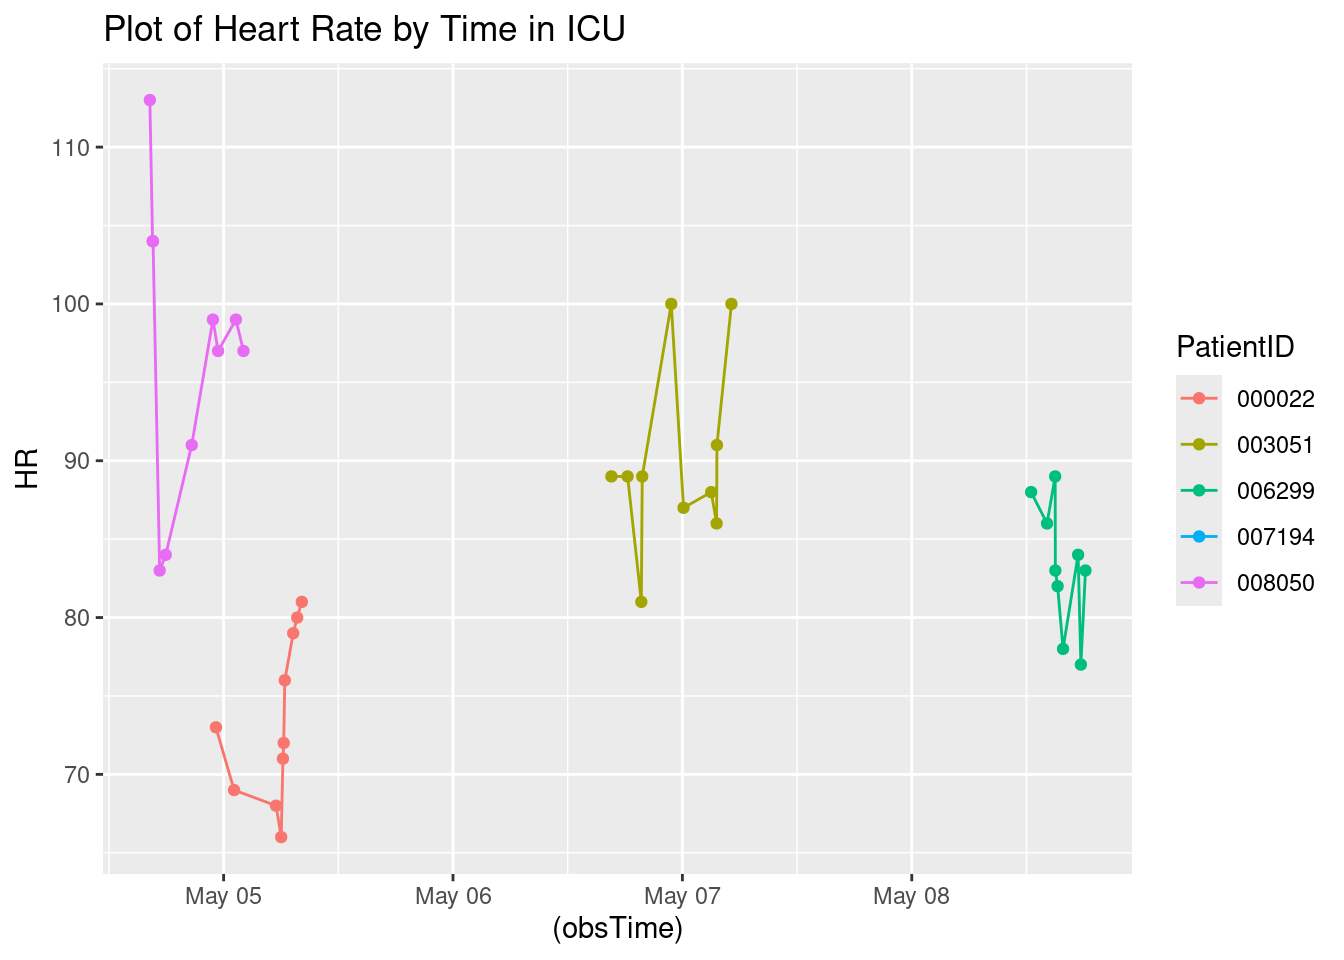 Plot of Heart Rate by Time in ICU
HR
110
100
90
80
70
May 05
May 06
May 07
May 08
(obsTime)
PatientID
000022
003051
006299
007194
008050